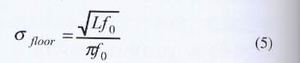 σ_floor = √(Lf₀) / πf₀ (5)